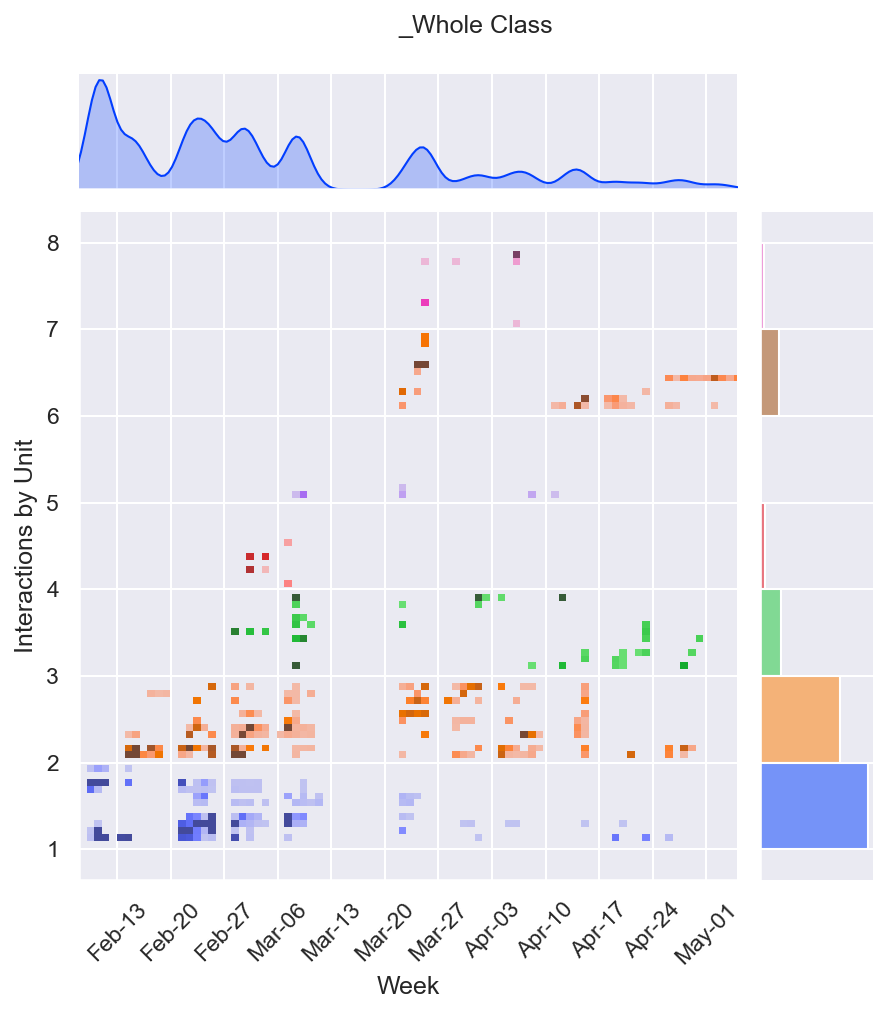 _Whole Class
8
7
6
5
4
3
2
1
Interactions by Unit
Feb-13
Feb-20
Feb-27
Mar-06
Mar-13
Mar-20
Mar-27
Apr-03
Apr-10
Apr-17
Apr-24
May-01
Week